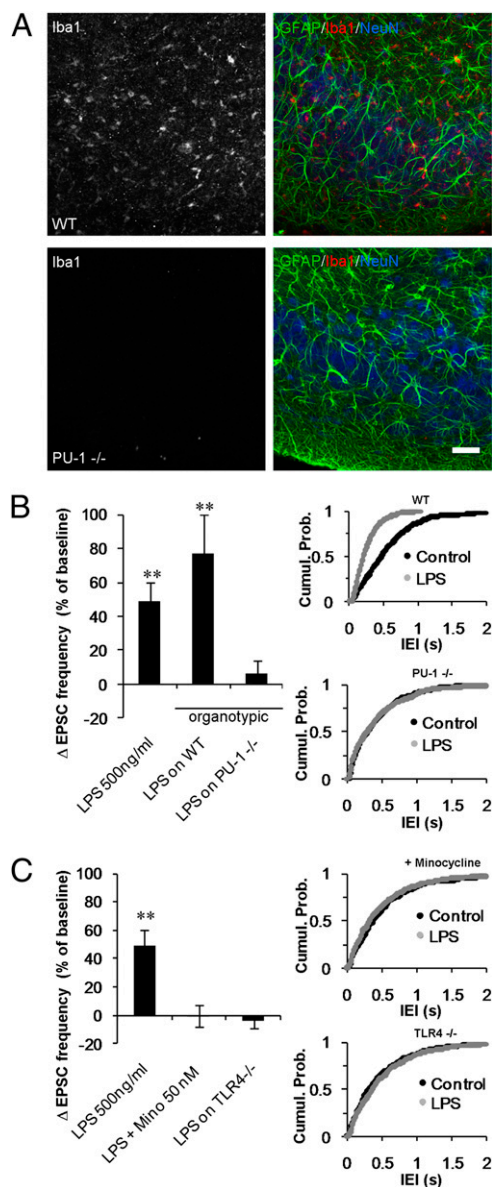 A
Iba1
GFAP/Iba1/NeuN
WT
Iba1
GFAP/Iba1/NeuN
PU-1 -/-
B
Δ EPSC frequency (% of baseline)
100
80
60
40
20
0
-20
**
**
organotypic
LPS 500ng/ml
LPS on WT
LPS on PU-1 -/-
WT
Cumul. Prob.
1
0.5
0
0 0.5 1 1.5 2
IEI (s)
Control
LPS
PU-1 -/-
Cumul. Prob.
1
0.5
0
0 0.5 1 1.5 2
IEI (s)
Control
LPS
C
Δ EPSC frequency (% of baseline)
100
80
60
40
20
0
-20
**
LPS 500ng/ml
LPS + Mino 50 nM
LPS on TLR4-/-
+ Minocycline
Cumul. Prob.
1
0.5
0
0 0.5 1 1.5 2
IEI (s)
Control
LPS
TLR4 -/-
Cumul. Prob.
1
0.5
0
0 0.5 1 1.5 2
IEI (s)
Control
LPS